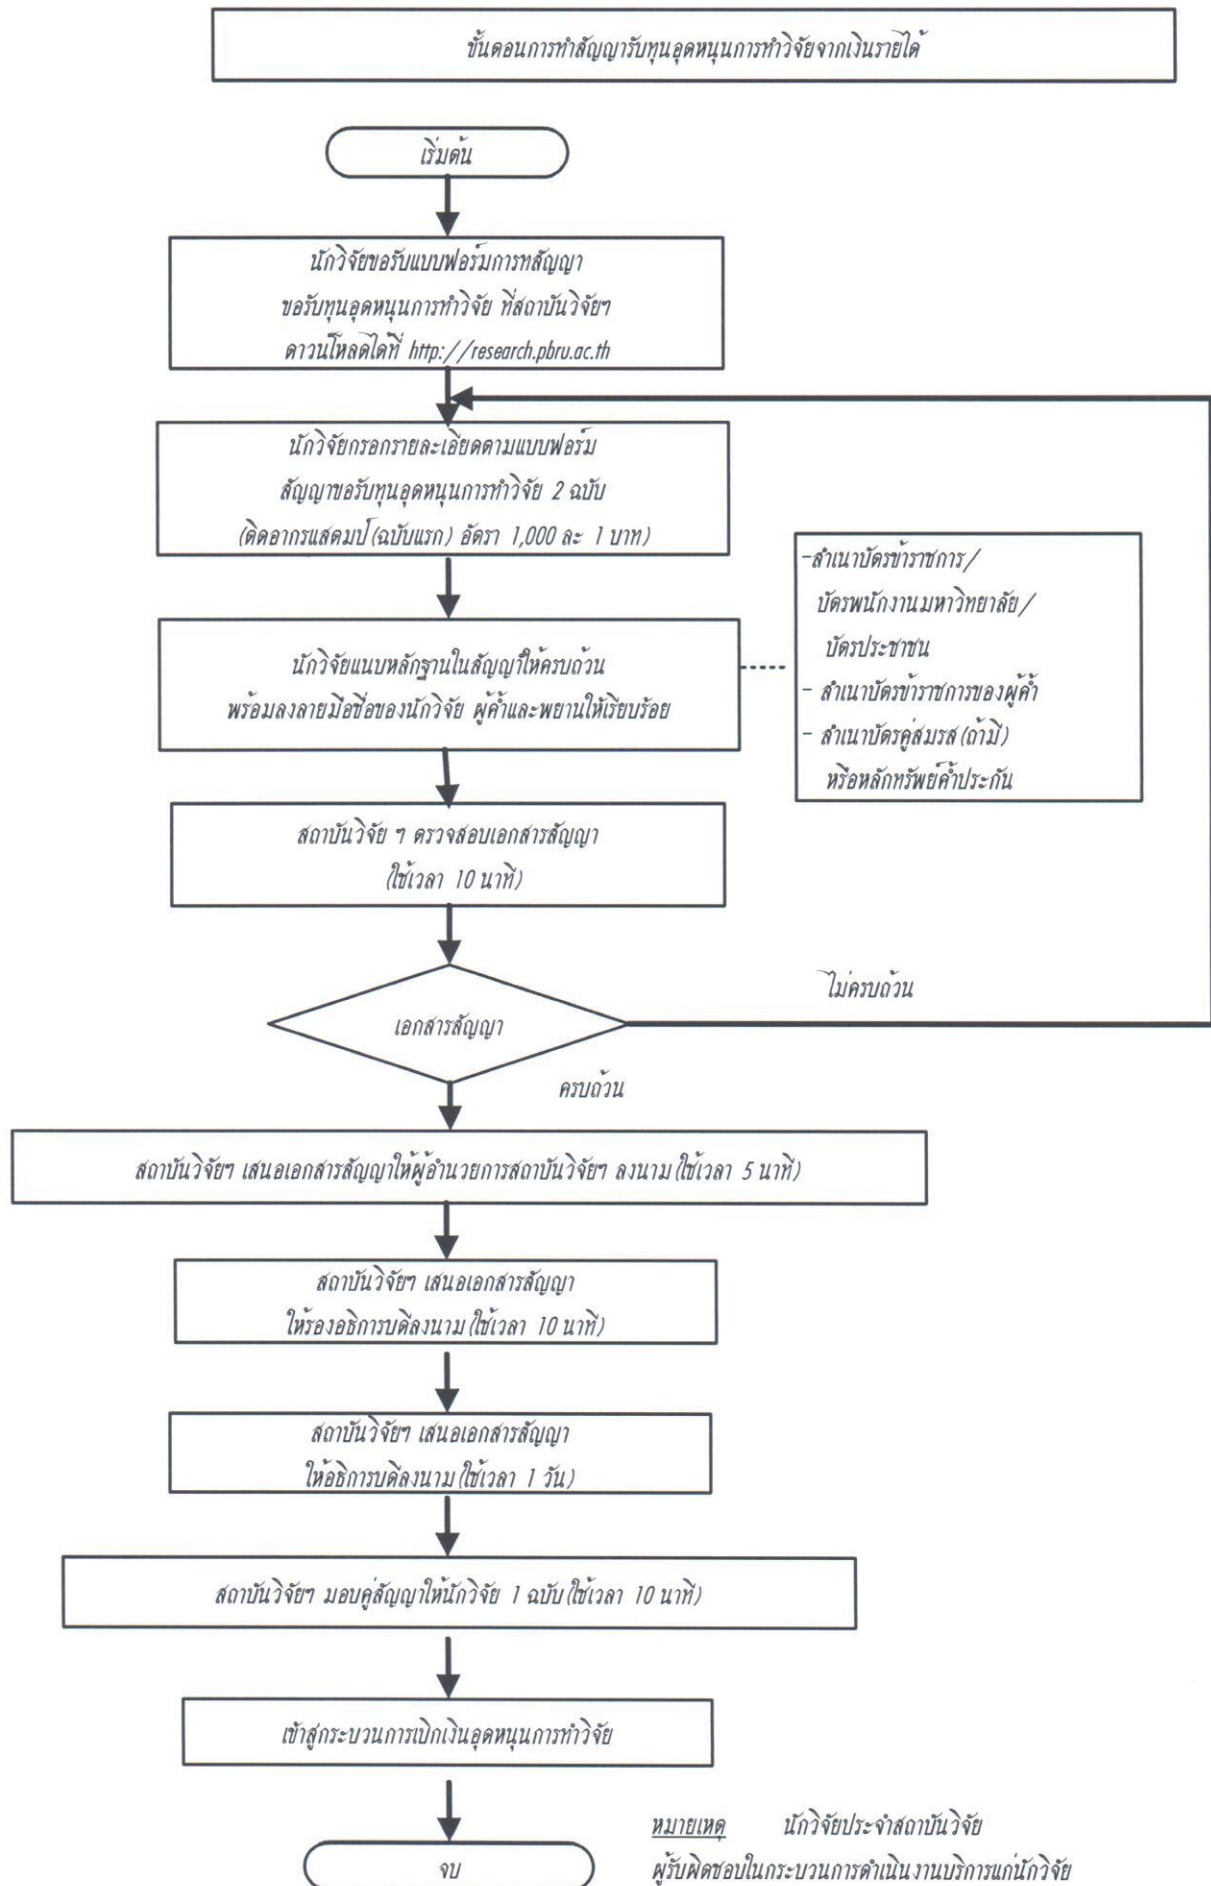 ขั้นตอนการทำสัญญารับทุนอุดหนุนการทำวิจัยจากเงินรายได้
เริ่มต้น
นักวิจัยขอรับแบบฟอร์มการทสัญญา
ขอรับทุนอุดหนุนการทำวิจัย ที่สถาบันวิจัยฯ
ดาวน์โหลดได้ที่ http://research.pbru.ac.th
นักวิจัยกรอกรายละเอียดตามแบบฟอร์ม
สัญญาขอรับทุนอุดหนุนการทำวิจัย 2 ฉบับ
(ติดอากรแสตมป์(ฉบับแรก) อัตรา 1,000 ละ 1 บาท)
นักวิจัยแนบหลักฐานในสัญญาให้ครบถ้วน
พร้อมลงลายมือชื่อของนักวิจัย ผู้ค้ำและพยานให้เรียบร้อย
-สำเนาบัตรข้าราชการ/
บัตรพนักงานมหาวิทยาลัย/
บัตรประชาชน
- สำเนาบัตรข้าราชการของผู้ค้ำ
- สำเนาบัตรคู่สมรส(ถ้ามี)
หรือหลักทรัพย์ค้ำประกัน
สถาบันวิจัย ฯ ตรวจสอบเอกสารสัญญา
(ใช้เวลา 10 นาที)
เอกสารสัญญา
ไม่ครบถ้วน
ครบถ้วน
สถาบันวิจัยฯ เสนอเอกสารสัญญาให้ผู้อำนวยการสถาบันวิจัยฯ ลงนาม(ใช้เวลา 5 นาที)
สถาบันวิจัยฯ เสนอเอกสารสัญญา
ให้รองอธิการบดีลงนาม(ใช้เวลา 10 นาที)
สถาบันวิจัยฯ เสนอเอกสารสัญญา
ให้อธิการบดีลงนาม(ใช้เวลา 1 วัน)
สถาบันวิจัยฯ มอบคู่สัญญาให้นักวิจัย 1 ฉบับ(ใช้เวลา 10 นาที)
เข้าสู่กระบวนการเบิกเงินอุดหนุนการทำวิจัย
จบ
หมายเหตุ นักวิจัยประจำสถาบันวิจัย
ผู้รับผิดชอบในกระบวนการดำเนินงานบริการแก่นักวิจัย